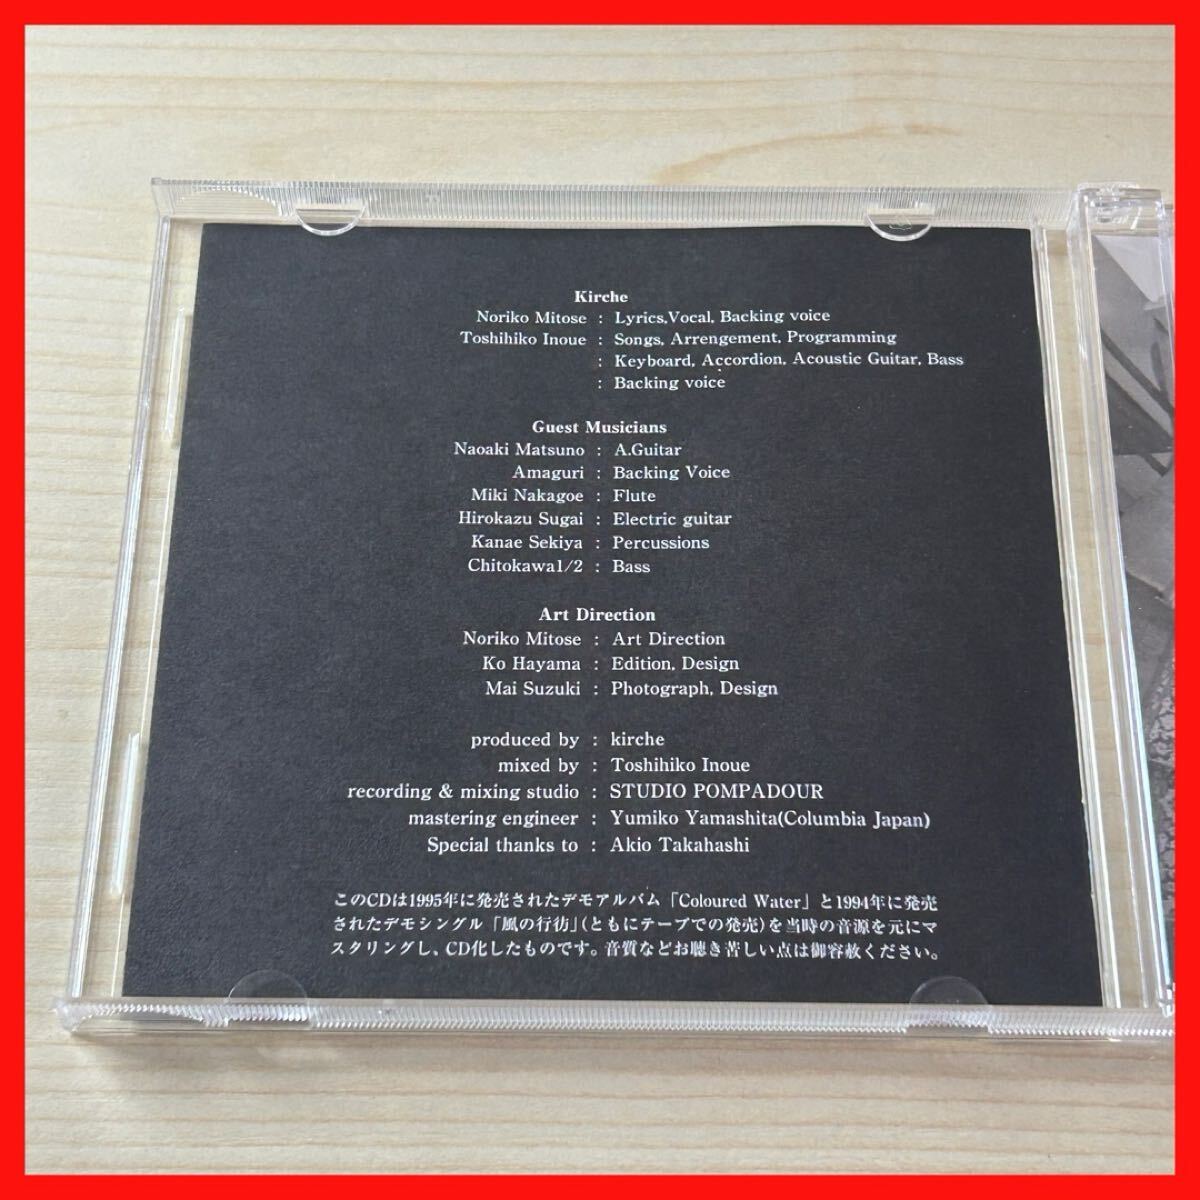 Kirche
Noriko Mitose : Lyrics,Vocal, Backing voice
Toshihiko Inoue : Songs, Arrengement, Programming
: Keyboard, Accordion, Acoustic Guitar, Bass
: Backing voice
Guest Musicians
Naoaki Matsuno : A.Guitar
Amaguri : Backing Voice
Miki Nakagoe : Flute
Hirokazu Sugai : Electric guitar
Kanae Sekiya : Percussions
Chitokawa1/2 : Bass
Art Direction
Noriko Mitose : Art Direction
Ko Hayama : Edition, Design
Mai Suzuki : Photograph, Design
produced by : kirche
mixed by : Toshihiko Inoue
recording & mixing studio : STUDIO POMPADOUR
mastering engineer : Yumiko Yamashita(Columbia Japan)
Special thanks to : Akio Takahashi
このCDは1995年に発売されたデモアルバム「Coloured Water」と1994年に発売
されたデモシングル「風の行彷」(ともにテープでの発売)を当時の音源を元にマ
スタリングし、CD化したものです。音質などお聴き苦しい点は御容赦ください。